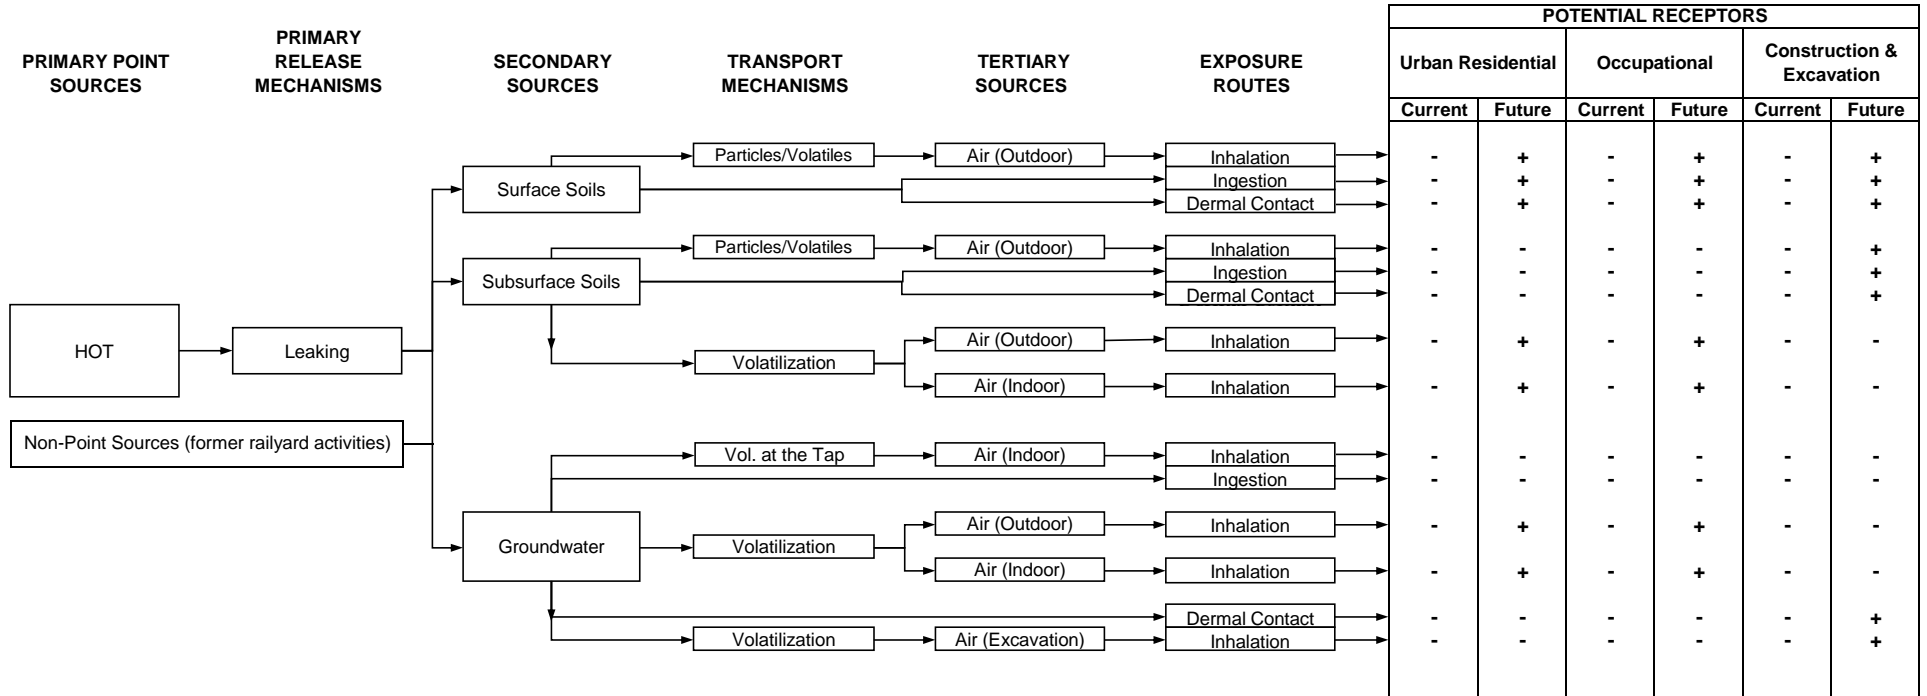 POTENTIAL RECEPTORS
PRIMARY POINT
SOURCES
PRIMARY
RELEASE
MECHANISMS
SECONDARY
SOURCES
TRANSPORT
MECHANISMS
TERTIARY
SOURCES
EXPOSURE
ROUTES
Urban Residential
Occupational
Construction &
Excavation
Current Future Current Future Current Future
Particles/Volatiles Air (Outdoor) Inhalation - + - + - +
Surface Soils
Ingestion - + - + - +
Dermal Contact - + - + - +
Particles/Volatiles Air (Outdoor) Inhalation - - - - - +
Subsurface Soils
Ingestion - - - - - +
Dermal Contact - - - - - +
HOT
Leaking
Air (Outdoor) Inhalation - + - + - -
Volatilization
Air (Indoor) Inhalation - + - + - -
Non-Point Sources (former railyard activities)
Vol. at the Tap Air (Indoor) Inhalation - - - - - -
Ingestion - - - - - -
Air (Outdoor) Inhalation - + - + - -
Groundwater Volatilization
Air (Indoor) Inhalation - + - + - -
Dermal Contact - - - - - +
Volatilization Air (Excavation) Inhalation - - - - - +